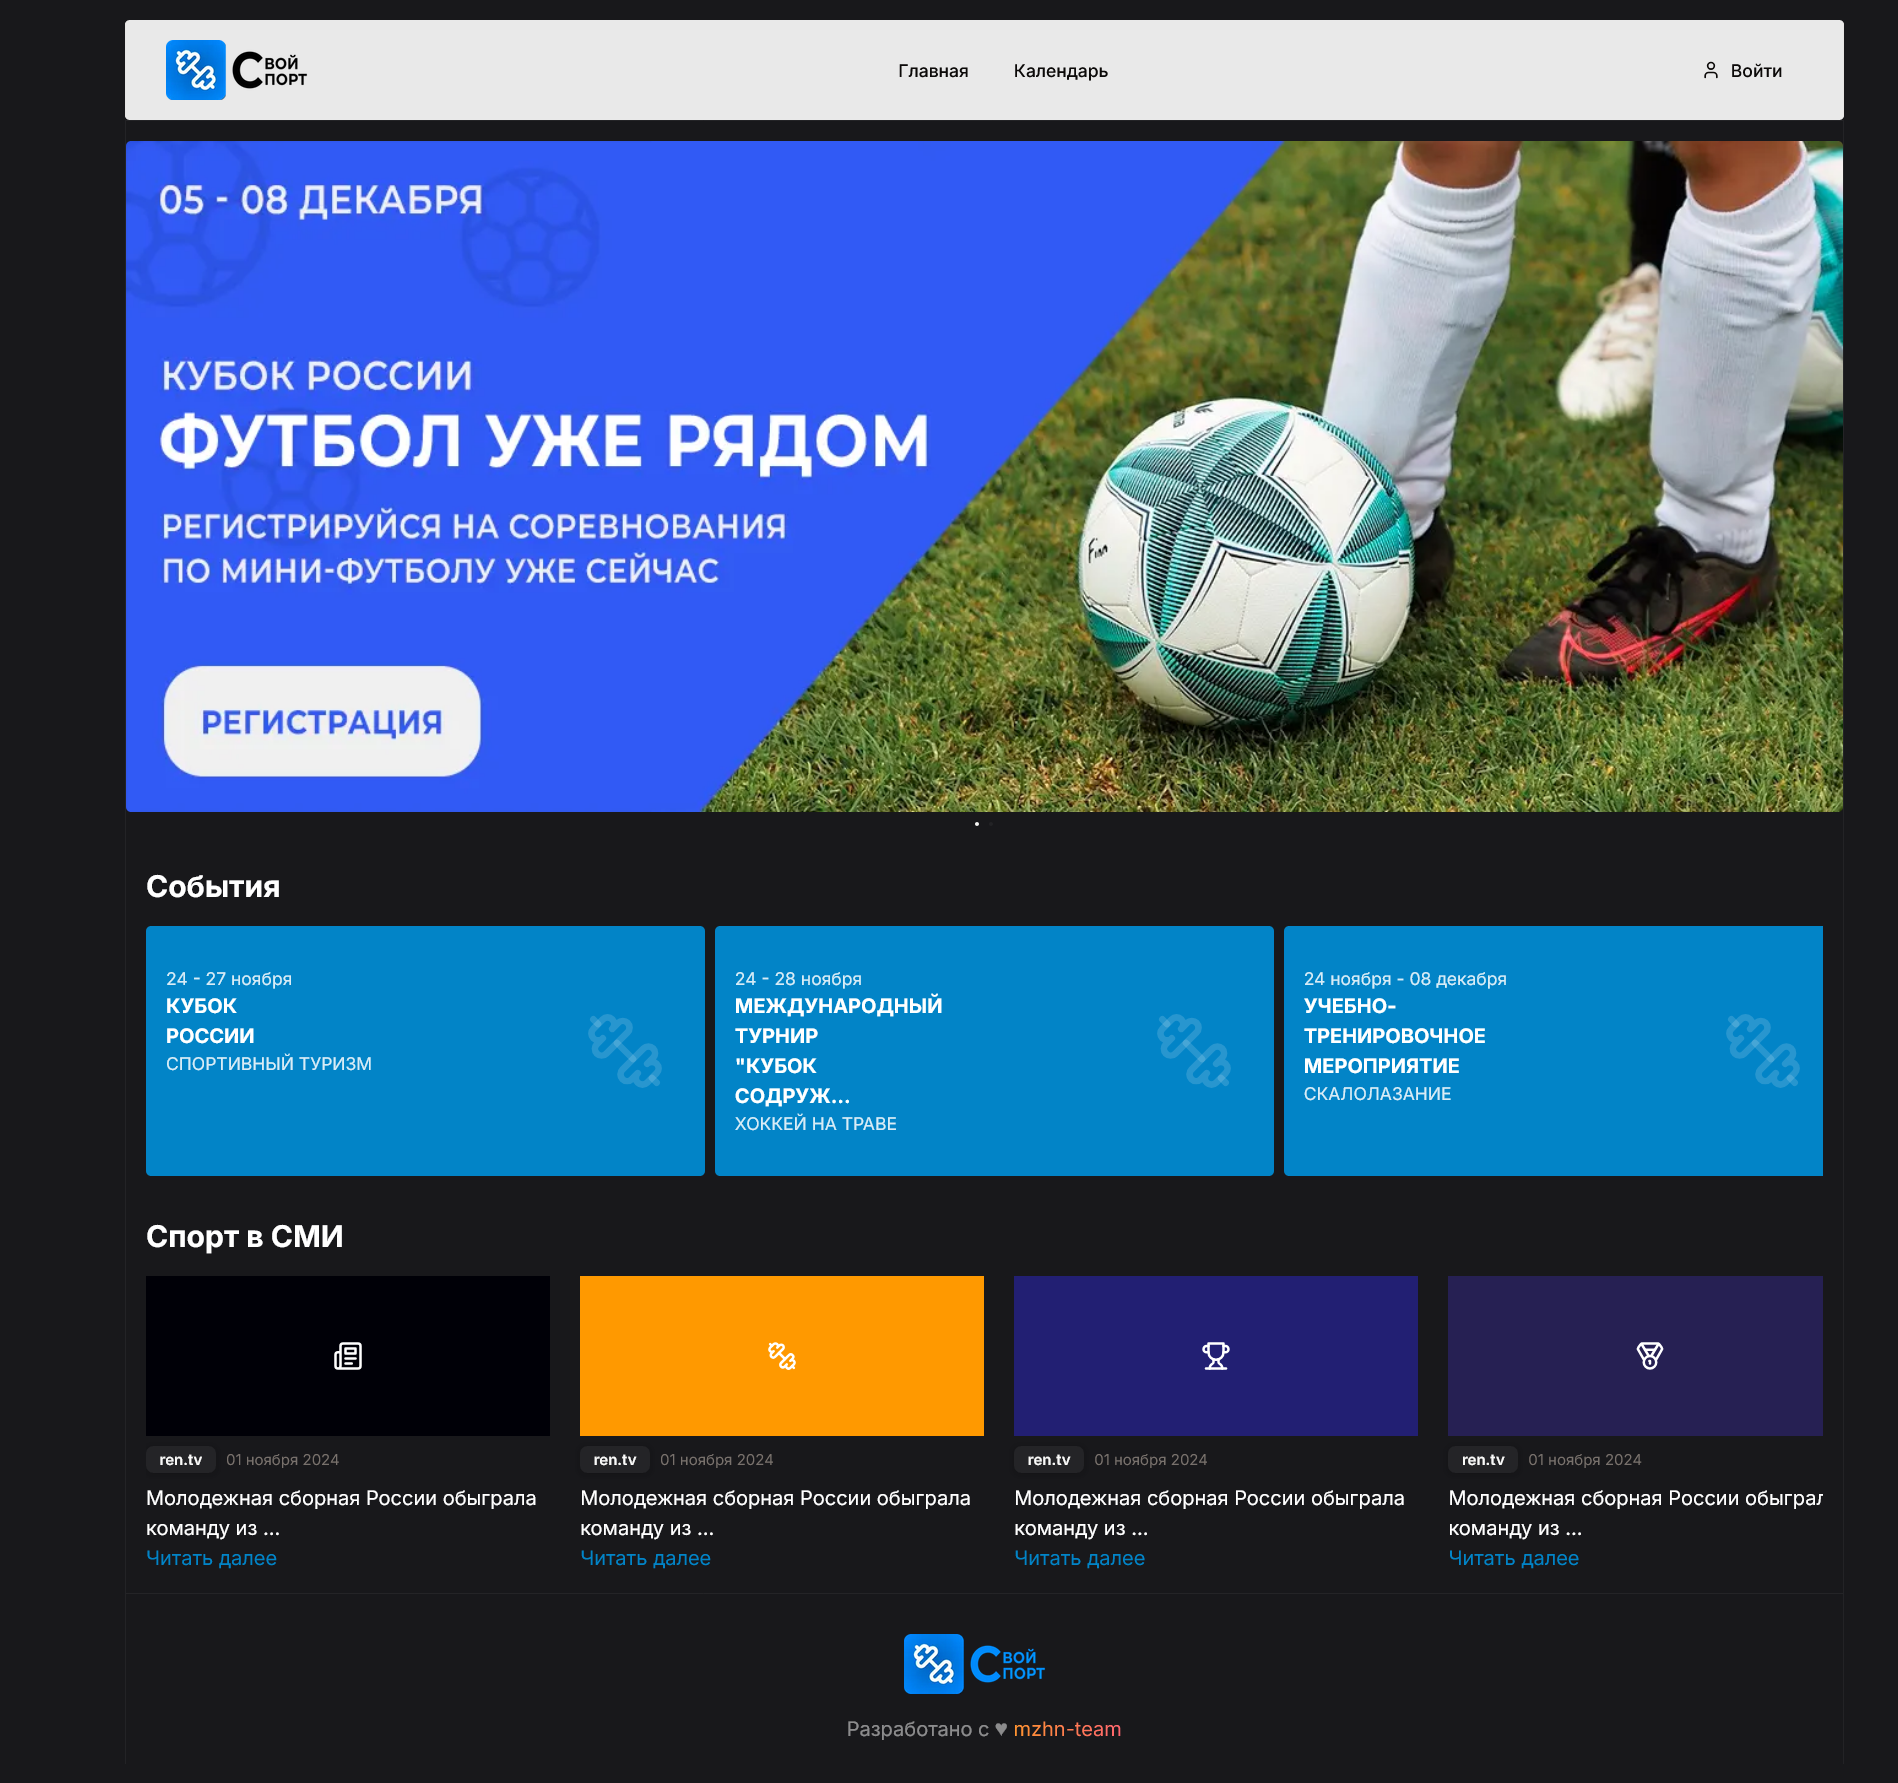 Свой
Спорт
Главная
Календарь
Войти
05 - 08 ДЕКАБРЯ
КУБОК РОССИИ
ФУТБОЛ УЖЕ РЯДОМ
РЕГИСТРИРУЙСЯ НА СОРЕВНОВАНИЯ
ПО МИНИ-ФУТБОЛУ УЖЕ СЕЙЧАС
РЕГИСТРАЦИЯ
Finn
События
24 - 27 ноября
КУБОК
РОССИИ
СПОРТИВНЫЙ ТУРИЗМ
24 - 28 ноября
МЕЖДУНАРОДНЫЙ
ТУРНИР
"КУБОК
СОДРУЖ...
ХОККЕЙ НА ТРАВЕ
24 ноября - 08 декабря
УЧЕБНО-
ТРЕНИРОВОЧНОЕ
МЕРОПРИЯТИЕ
СКАЛОЛАЗАНИЕ
Спорт в СМИ
ren.tv 01 ноября 2024
Молодежная сборная России обыграла
команду из ...
Читать далее
ren.tv 01 ноября 2024
Молодежная сборная России обыграла
команду из ...
Читать далее
ren.tv 01 ноября 2024
Молодежная сборная России обыграла
команду из ...
Читать далее
ren.tv 01 ноября 2024
Молодежная сборная России обыграл
команду из ...
Читать далее
Свой
Спорт
Разработано с ♥ mzhn-team